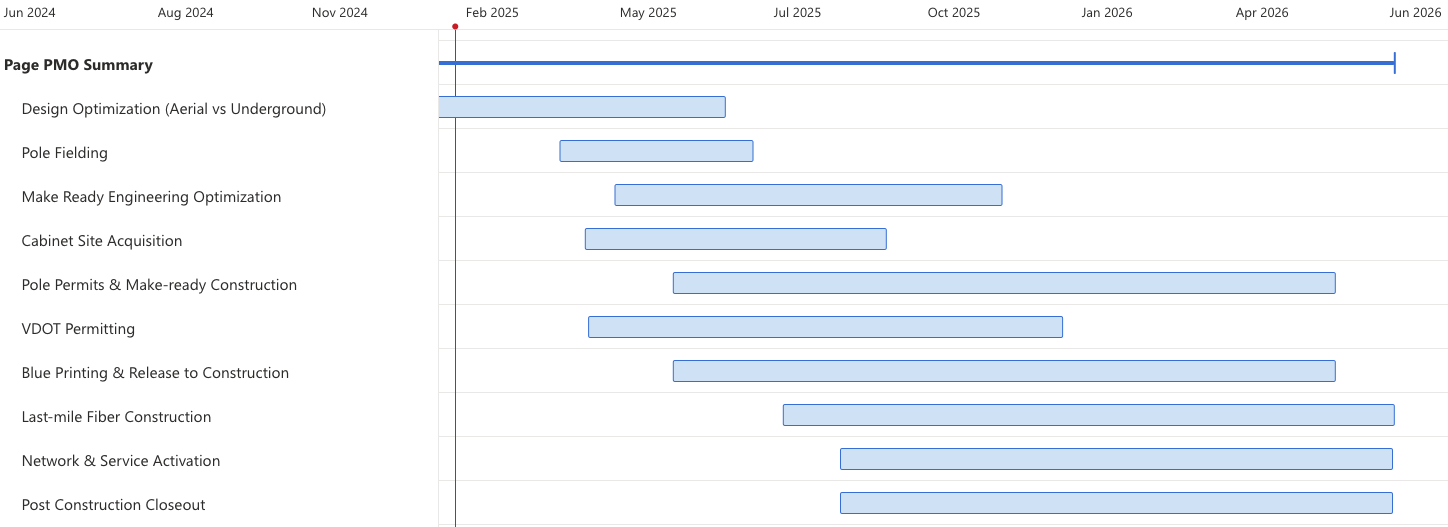 Jun 2024 Aug 2024 Nov 2024 Feb 2025 May 2025 Jul 2025 Oct 2025 Jan 2026 Apr 2026 Jun 2026
Page PMO Summary
Design Optimization (Aerial vs Underground)
Pole Fielding
Make Ready Engineering Optimization
Cabinet Site Acquisition
Pole Permits & Make-ready Construction
VDOT Permitting
Blue Printing & Release to Construction
Last-mile Fiber Construction
Network & Service Activation
Post Construction Closeout